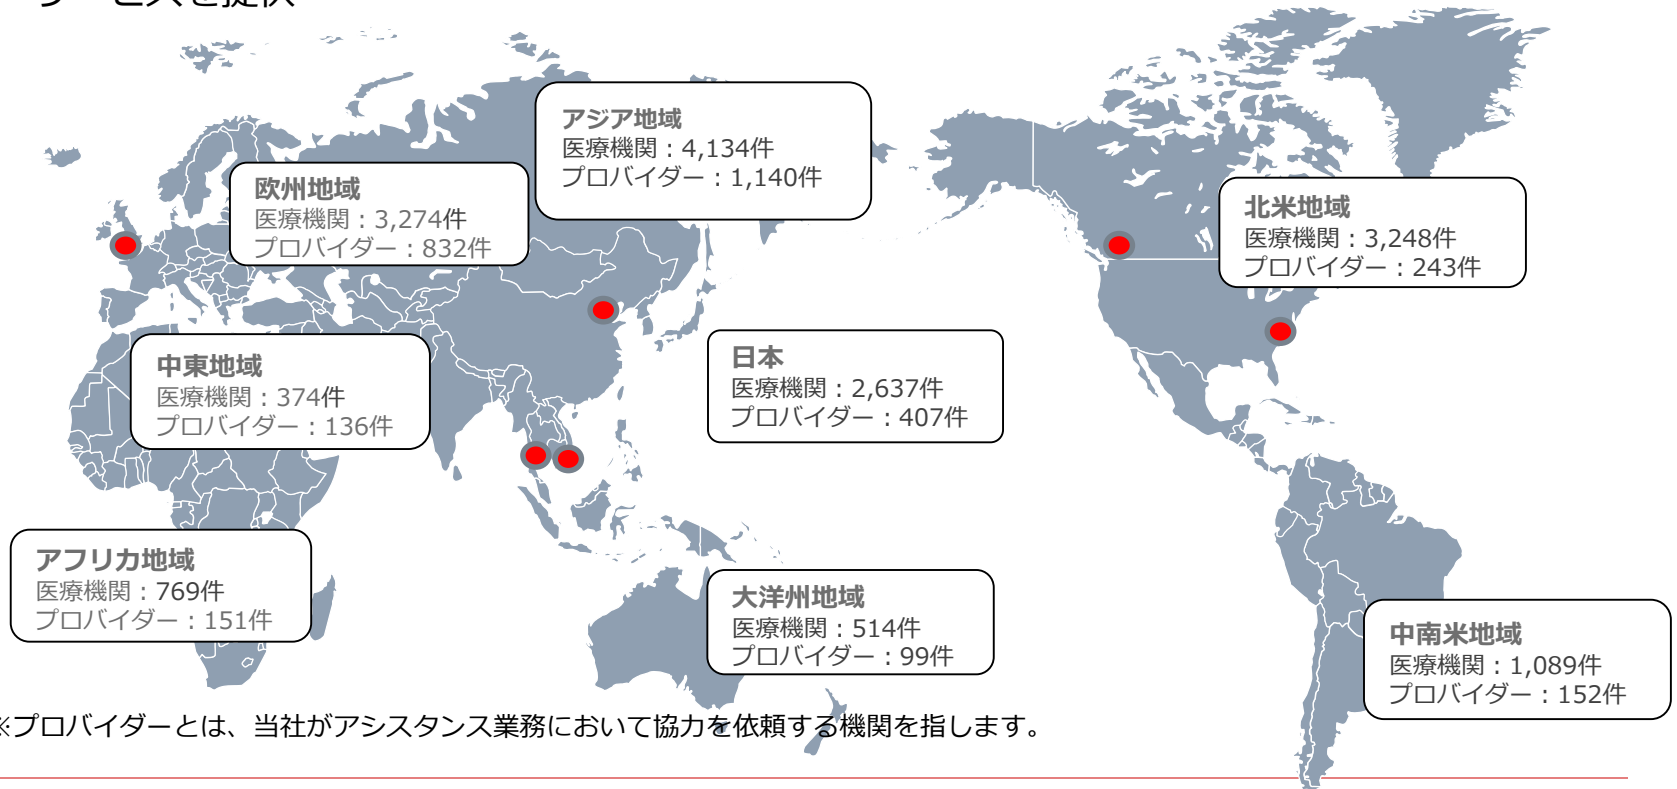 サービスを提供
アジア地域
医療機関：4,134件
プロバイダー：1,140件
欧州地域
医療機関：3,274件
プロバイダー：832件
北米地域
医療機関：3,248件
プロバイダー：243件
中東地域
医療機関：374件
プロバイダー：136件
日本
医療機関：2,637件
プロバイダー：407件
アフリカ地域
医療機関：769件
プロバイダー：151件
大洋州地域
医療機関：514件
プロバイダー：99件
中南米地域
医療機関：1,089件
プロバイダー：152件
※プロバイダーとは、当社がアシスタンス業務において協力を依頼する機関を指します。